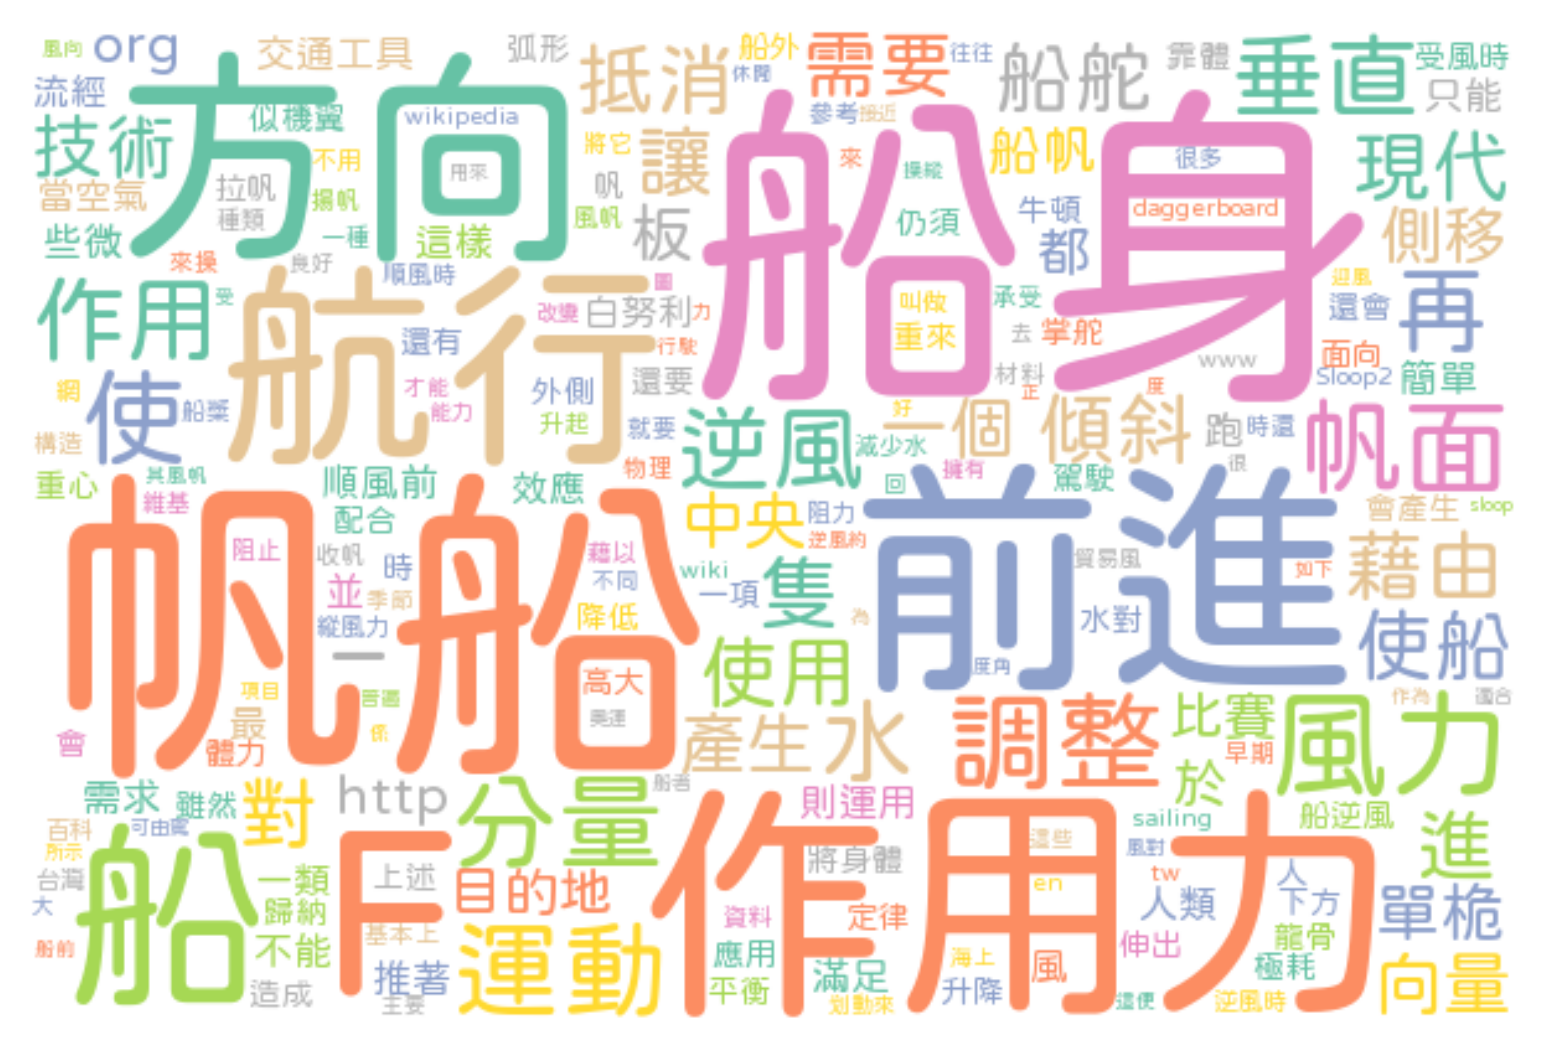 風向 org 交通工具 弧形 抵消 船外 需要 往往 船舵 靠體 垂直 受風時
流經 休閒 只能
方向 似機翼 wikipedia 參考 接近
技術 不用 將它 讓 船身 來 船帆 很多 現代
當空氣 拉帆 用來 帆 操縱
種類 揚帆 風帆 板 仍須 牛頓 daggerboard 側移
些微 一種 這樣 都
來操 良好 順風時 圖 迎風
作用 受 航行 改變 白努利 力 叫做 承受 還會 再
還有 行駛 重來 去 掌舵 面向
www
網 使 船槳 才能 外側 還要 材料 正 度 Sloop2 簡單
能力 升起 就要 好 一個 傾斜 跑 時還 帆面
構造 逆風 減少水
重心 其風帆 順風前 效應 物理 回 擁有 駕駛 很
維基 配合 中央 阻力 前進 會產生 sloop
帆船 阻止 收帆 時 藉以 逆風約 貿易風 如下 藉由
並 季節 不同 wiki 一項 隻
縱風力 降低 為 水對 使船
一 高大 使用 度角
項目 普遍 奧運 作為 適合
會 最 係 產生 水 調整 比賽 風力
體力 早期
需求 雖然 對 http 分量 船者 則運用 於
百科 可由駕 作用力 這些 sailing 船逆風 進
所示 船 F 上述 將身體 風對
台灣 一類 目的地 en tw 人
大 歸納 資料 定律 人類 下方 單桅
船前 不能 基本上 運動 應用 海上 風 伸出 龍骨
推著 滿足 極耗
造成 主要 平衡 划動來 升降 這便 逆風時 向量